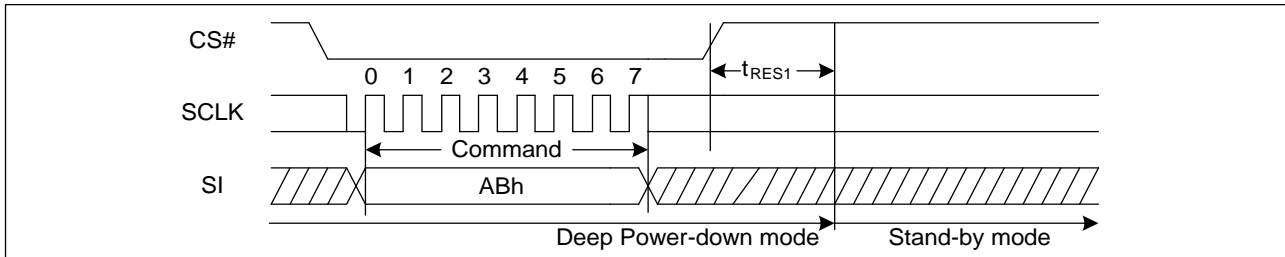 CS#
tRES1
0 1 2 3 4 5 6 7
SCLK
Command
SI
ABh
Deep Power-down mode Stand-by mode